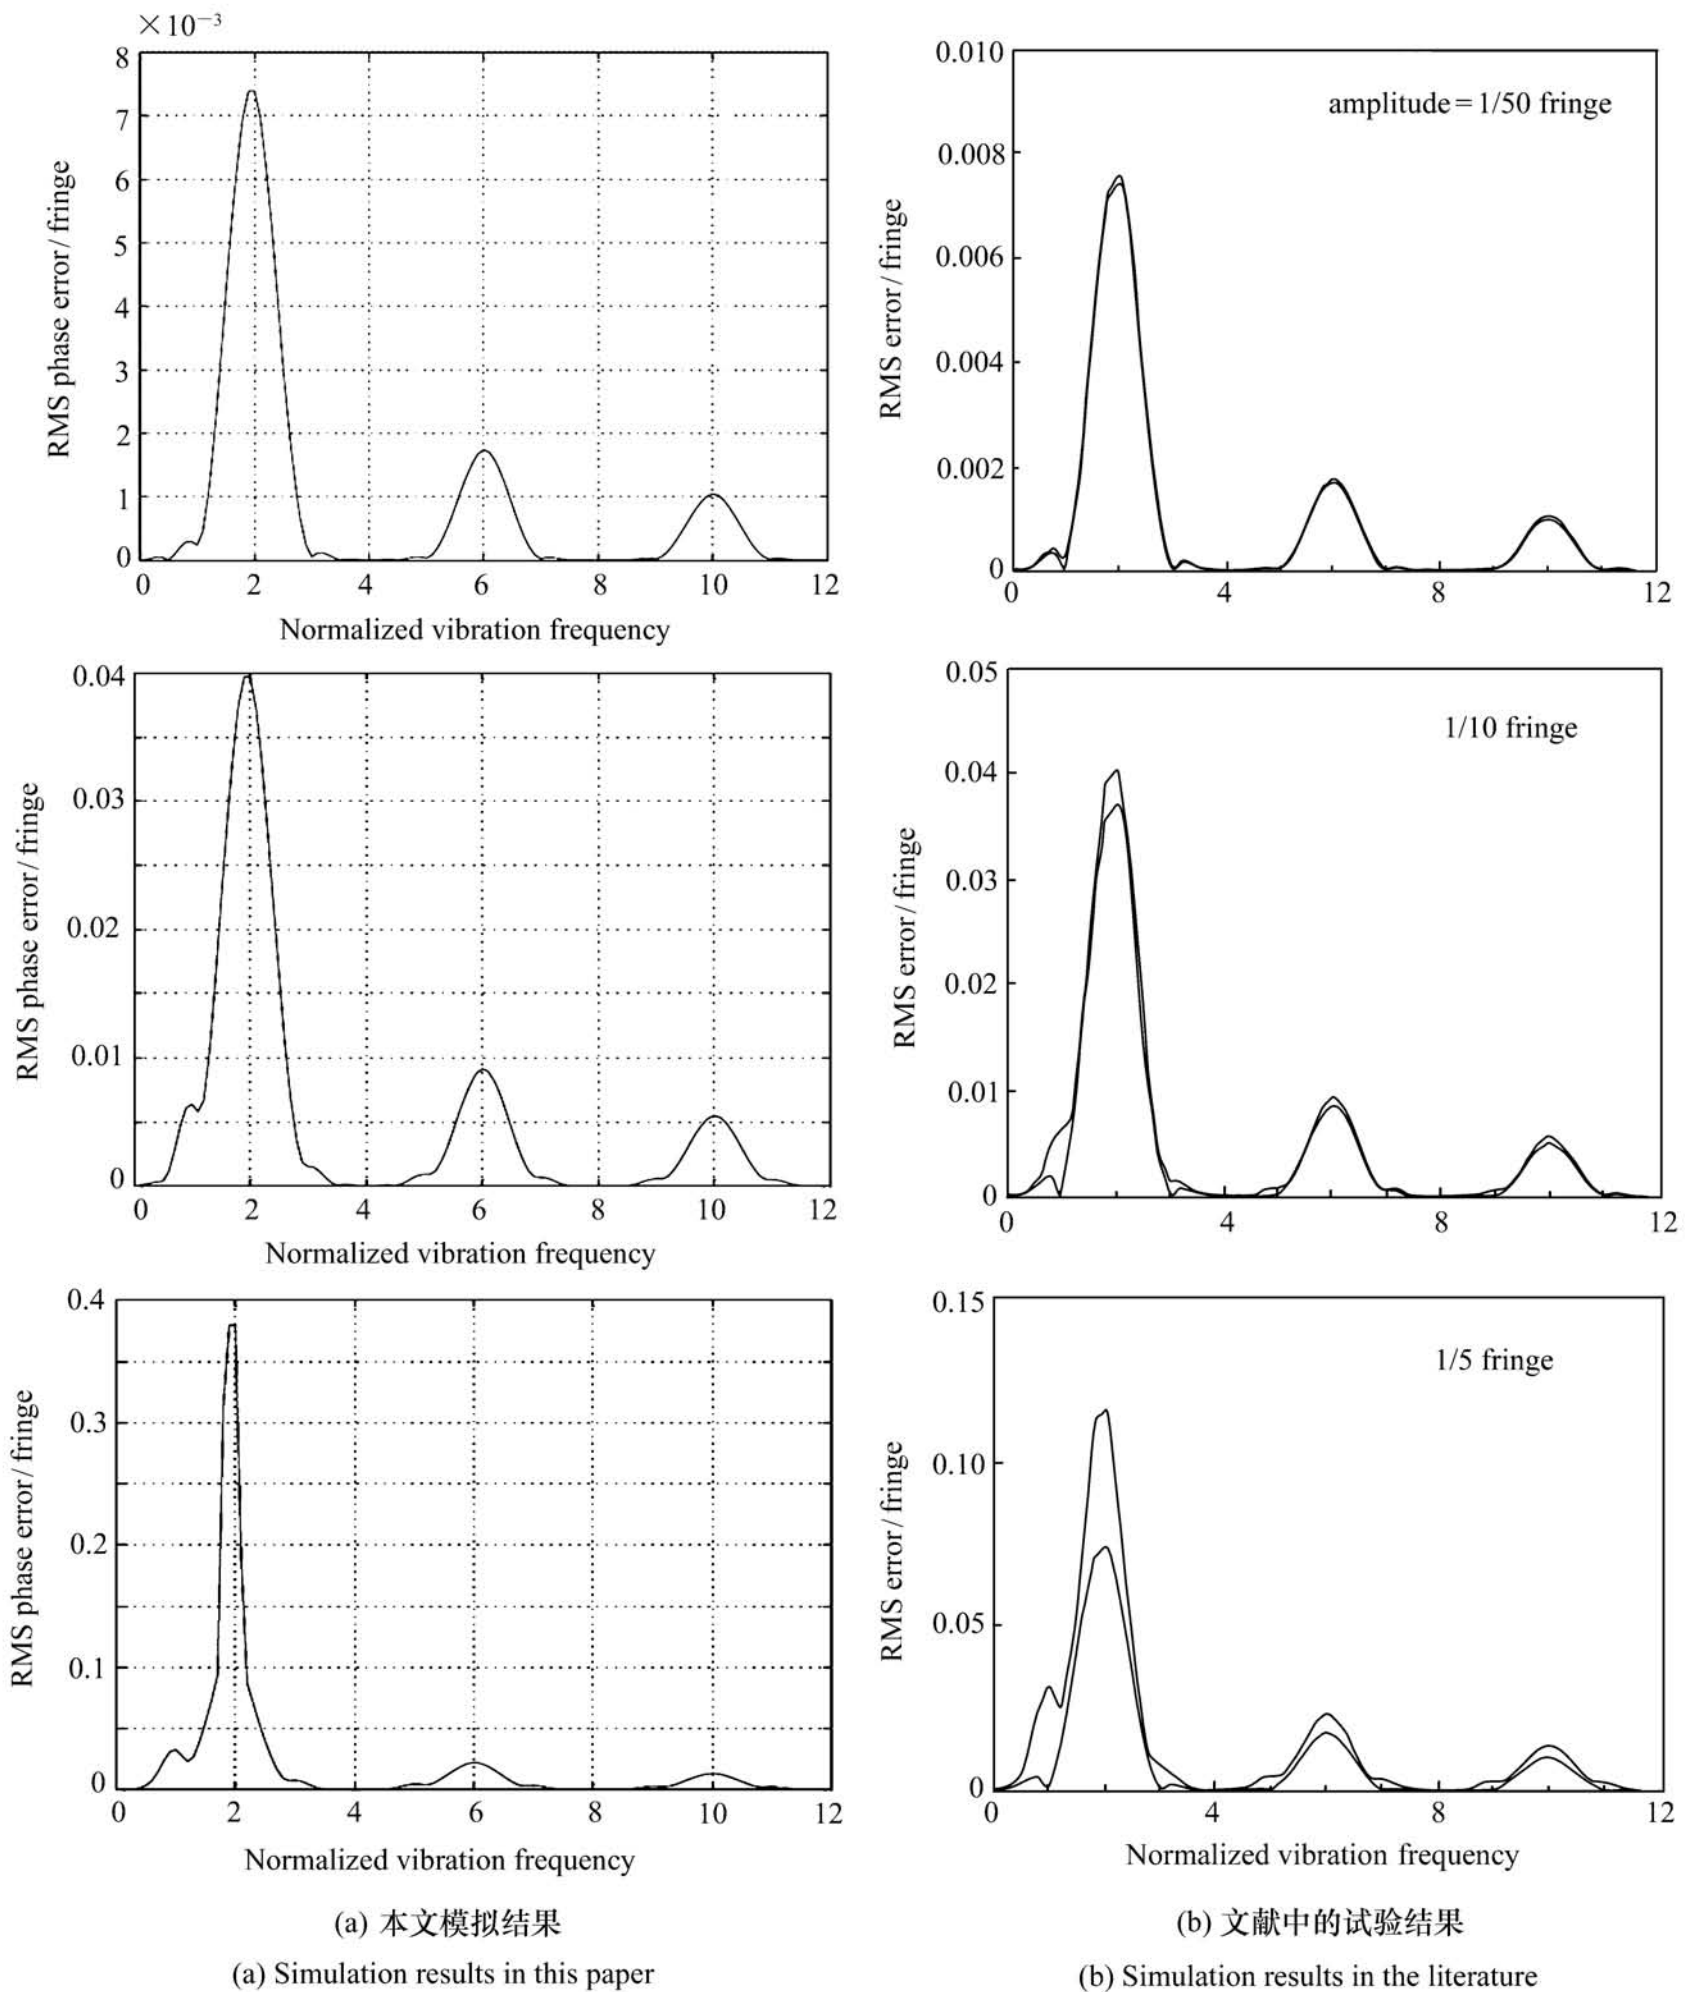 ×10⁻³
8
7
6
5
4
3
2
1
0
RMS phase error/fringe
0 2 4 6 8 10 12
Normalized vibration frequency
0.010
0.008
0.006
0.004
0.002
0
RMS error/fringe
amplitude=1/50 fringe
0 4 8 12
0.04
0.03
0.02
0.01
0
RMS phase error/fringe
0 2 4 6 8 10 12
Normalized vibration frequency
0.05
0.04
0.03
0.02
0.01
0
RMS error/fringe
1/10 fringe
0 4 8 12
0.4
0.3
0.2
0.1
0
RMS phase error/fringe
0 2 4 6 8 10 12
Normalized vibration frequency
0.15
0.10
0.05
0
RMS error/fringe
1/5 fringe
0 4 8 12
Normalized vibration frequency
(a) 本文模拟结果
(a) Simulation results in this paper
(b) 文献中的试验结果
(b) Simulation results in the literature